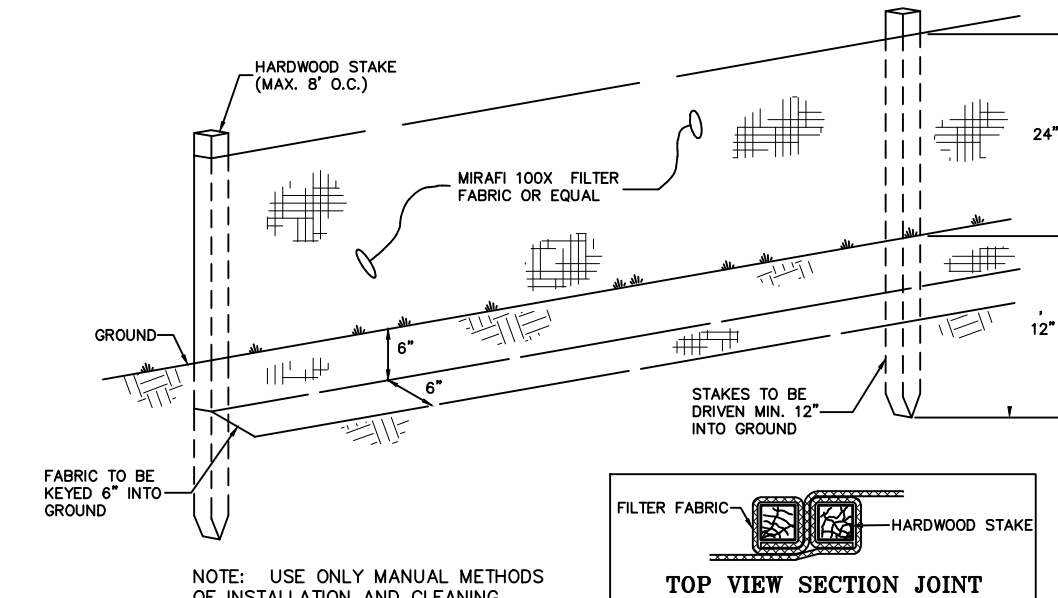 HARDWOOD STAKE
(MAX. 8' O.C.)
24"
MIRAFI 100X FILTER
FABRIC OR EQUAL
GROUND
6"
6"
12"
STAKES TO BE
DRIVEN MIN. 12"
INTO GROUND
FABRIC TO BE
KEYED 6" INTO
GROUND
FILTER FABRIC
HARDWOOD STAKE
TOP VIEW SECTION JOINT
NOTE: USE ONLY MANUAL METHODS
OF INSTALLATION AND CLEANING